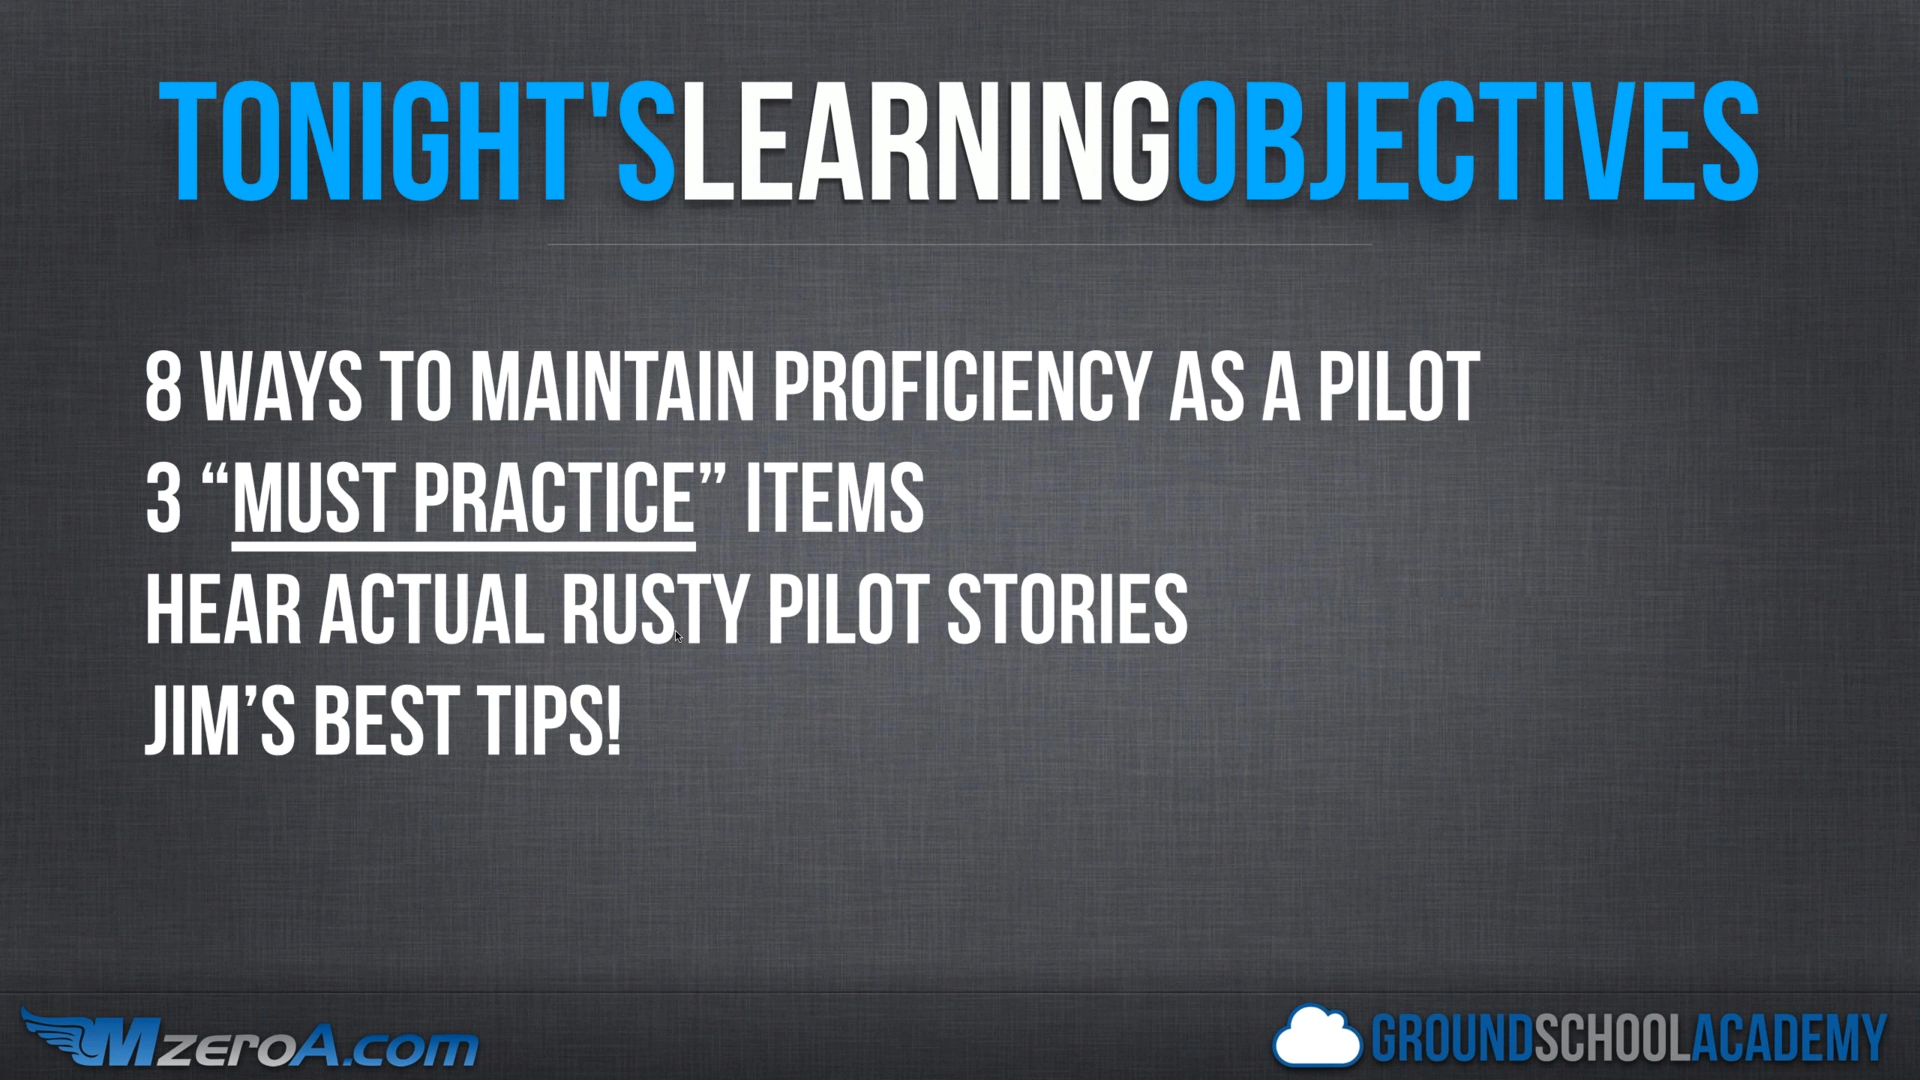 TONIGHT'SLEARNINGOBJECTIVES
8 WAYS TO MAINTAIN PROFICIENCY AS A PILOT
3 “MUST PRACTICE” ITEMS
HEAR ACTUAL RUSTY PILOT STORIES
JIM’S BEST TIPS!
MzeroA.com
GROUNDSCHOOLACADEMY